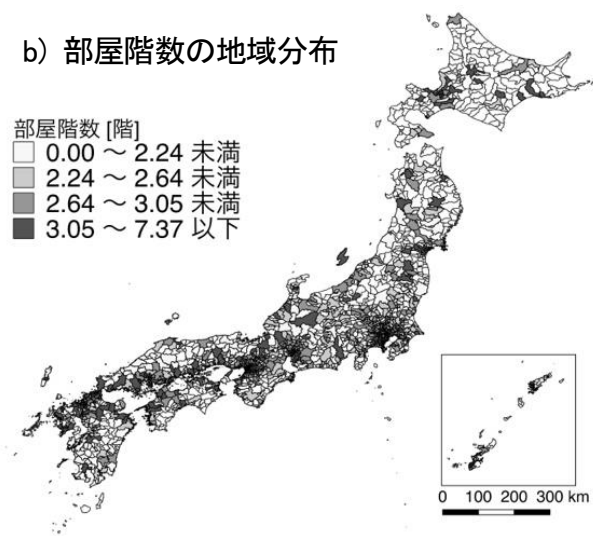 b) 部屋階数の地域分布
部屋階数 [階]
0.00 〜 2.24 未満
2.24 〜 2.64 未満
2.64 〜 3.05 未満
3.05 〜 7.37 以下
0 100 200 300 km